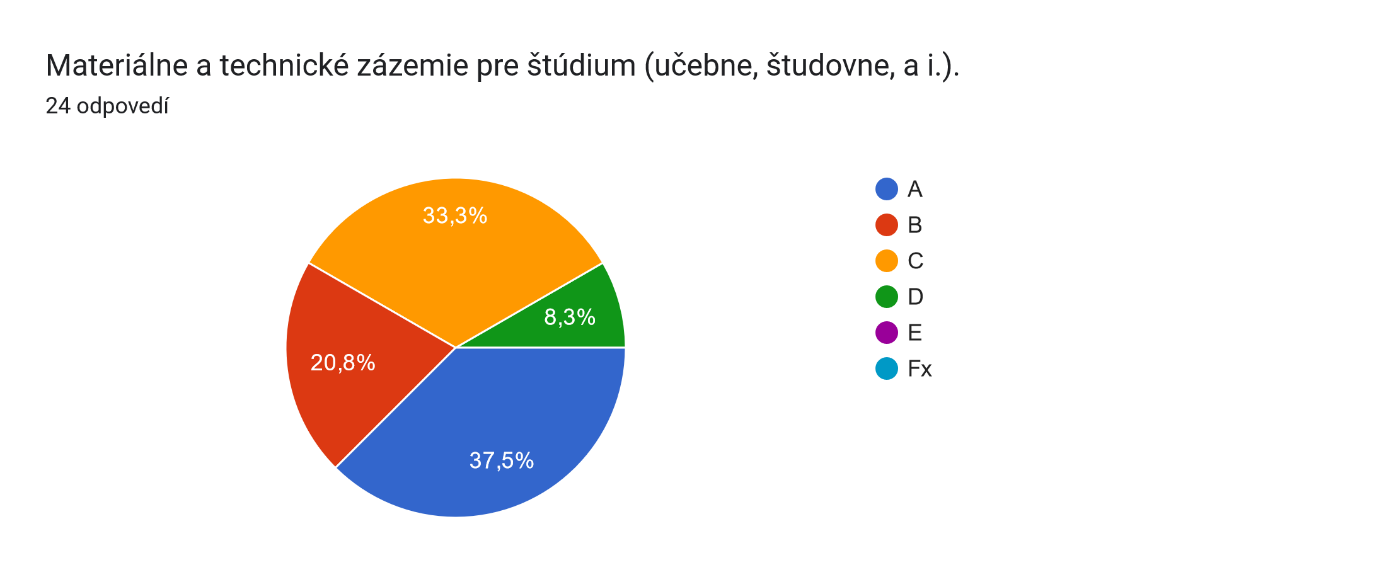 Materiálne a technické zázemie pre štúdium (učebne, študovne, a i.).
24 odpovedí
33,3%
8,3%
20,8%
37,5%
A
B
C
D
E
Fx